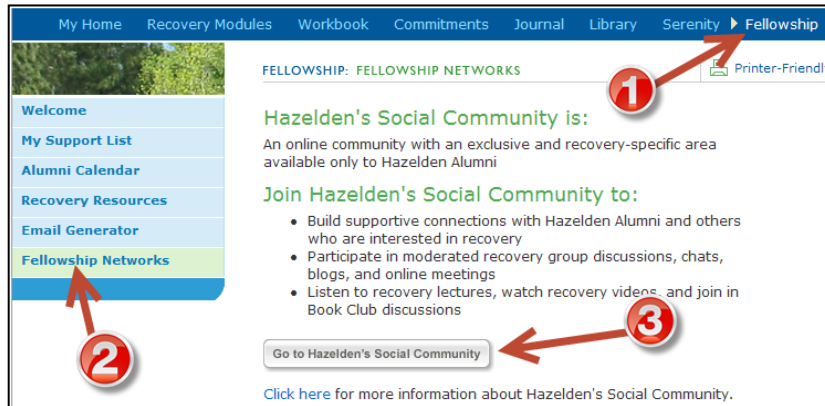 My Home Recovery Modules Workbook Commitments Journal Library Serenity Fellowship
FELLOWSHIP: FELLOWSHIP NETWORKS
Printer-Friendl
1
Welcome
My Support List
Alumni Calendar
Recovery Resources
Email Generator
Fellowship Networks
2
Hazelden's Social Community is:
An online community with an exclusive and recovery-specific area
available only to Hazelden Alumni
Join Hazelden's Social Community to:
• Build supportive connections with Hazelden Alumni and others
who are interested in recovery
• Participate in moderated recovery group discussions, chats,
blogs, and online meetings
• Listen to recovery lectures, watch recovery videos, and join in
Book Club discussions
3
Go to Hazelden's Social Community
Click here for more information about Hazelden's Social Community.